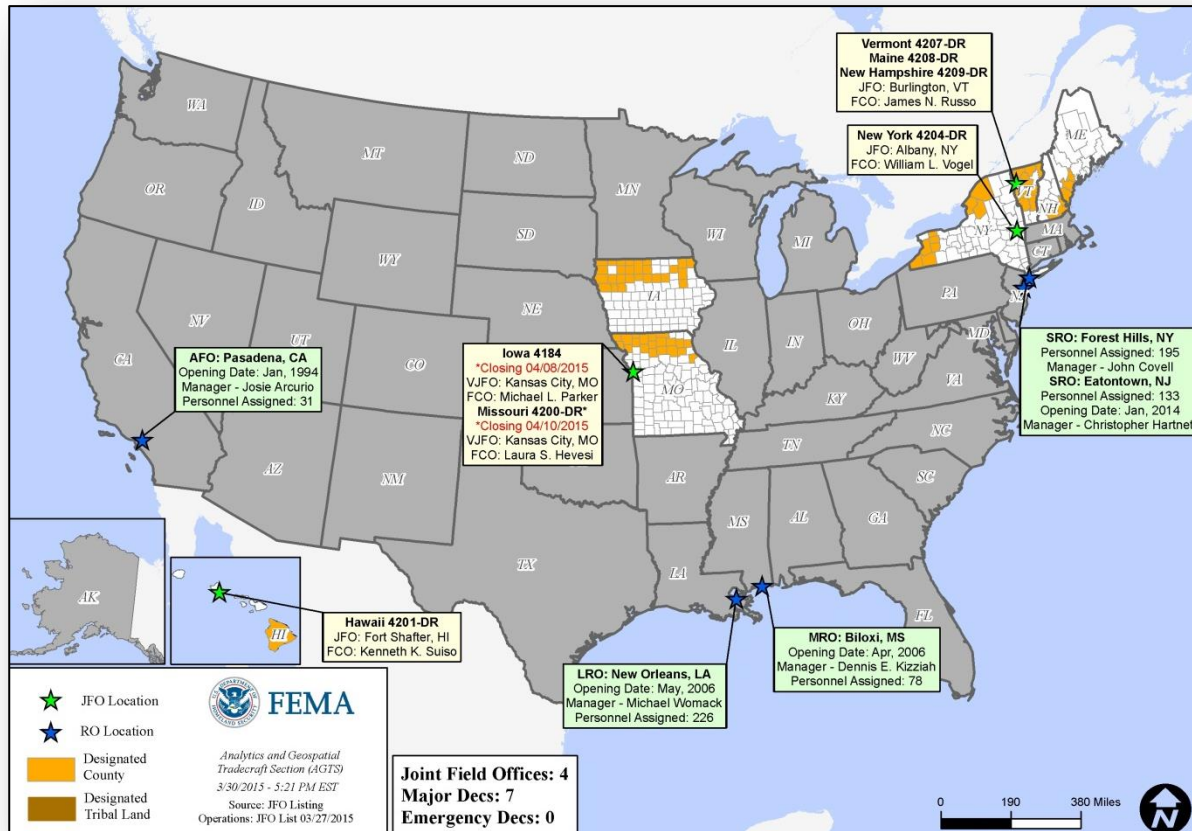 Vermont 4207-DR
Maine 4208-DR
New Hampshire 4209-DR
JFO: Burlington, VT
FCO: James N. Russo
New York 4204-DR
JFO: Albany, NY
FCO: William L. Vogel
WA
MT
ND
MN
ME
VT
NH
OR
ID
SD
WI
MI
NY
MA
CT
WY
IA
PA
NJ
NE
NV
UT
CO
IL
IN
OH
MD
WV
VA
CA
MO
KY
NC
TN
AZ
NM
AR
SC
MS
AL
GA
TX
LA
FL
AK
HI
AFO: Pasadena, CA
Opening Date: Jan, 1994
Manager - Josie Arcurio
Personnel Assigned: 31
Iowa 4184
*Closing 04/08/2015
VJFO: Kansas City, MO
FCO: Michael L. Parker
Missouri 4200-DR*
*Closing 04/10/2015
VJFO: Kansas City, MO
FCO: Laura S. Hevesi
SRO: Forest Hills, NY
Personnel Assigned: 195
Manager - John Covell
SRO: Eatontown, NJ
Personnel Assigned: 133
Opening Date: Jan, 2014
Manager - Christopher Hartnet
Hawaii 4201-DR
JFO: Fort Shafter, HI
FCO: Kenneth K. Suiso
LRO: New Orleans, LA
Opening Date: May, 2006
Manager - Michael Womack
Personnel Assigned: 226
MRO: Biloxi, MS
Opening Date: Apr, 2006
Manager - Dennis E. Kizziah
Personnel Assigned: 78
JFO Location
RO Location
Designated
County
Designated
Tribal Land
FEMA
Analytics and Geospatial
Tradecraft Section (AGTS)
3/30/2015 - 5:21 PM EST
Source: JFO Listing
Operations: JFO List 03/27/2015
Joint Field Offices: 4
Major Decs: 7
Emergency Decs: 0
0 190 380 Miles
N